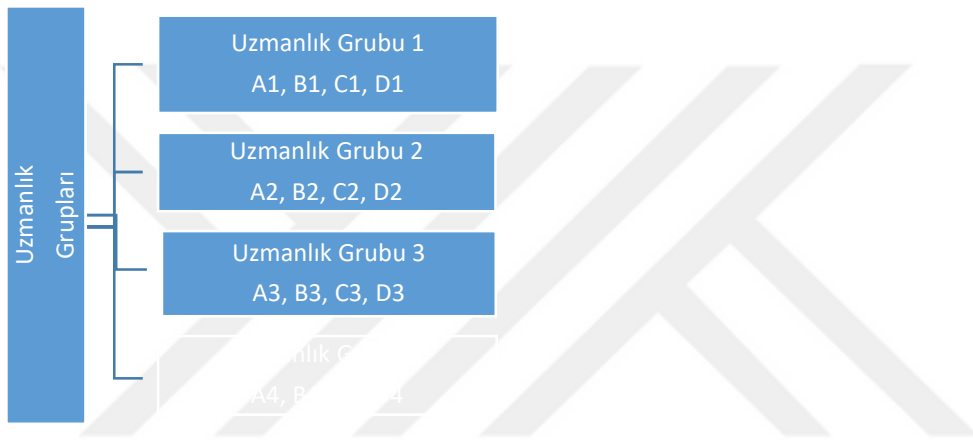 Uzmanlık
Grupları
Uzmanlık Grubu 1
A1, B1, C1, D1
Uzmanlık Grubu 2
A2, B2, C2, D2
Uzmanlık Grubu 3
A3, B3, C3, D3
A4,